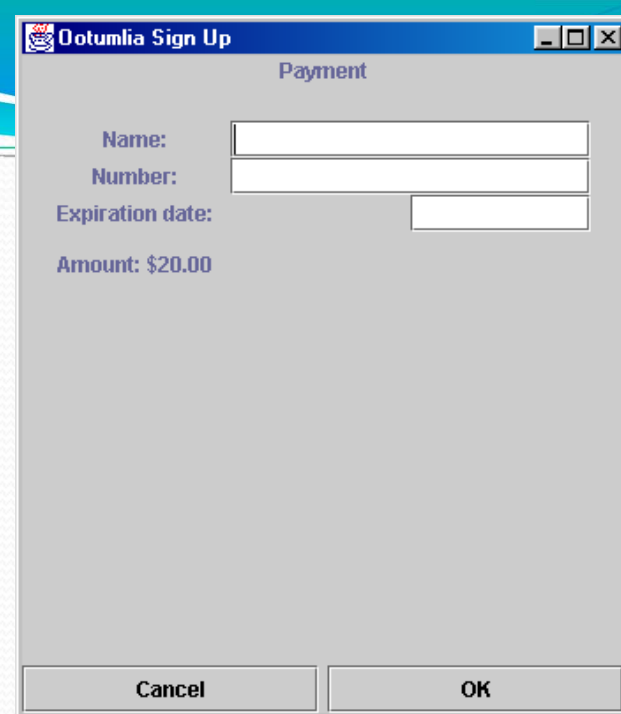 Ootumlia Sign Up
Payment
Name:
Number:
Expiration date:
Amount: $20.00
Cancel OK